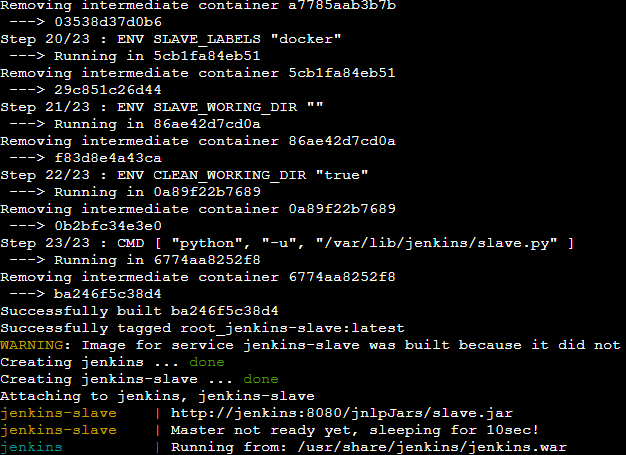 Removing intermediate container a7785aab3b7b
 ---> 03538d37d0b6
Step 20/23 : ENV SLAVE_LABELS "docker"
 ---> Running in 5cb1fa84eb51
Removing intermediate container 5cb1fa84eb51
 ---> 29c851c26d44
Step 21/23 : ENV SLAVE_WORING_DIR ""
 ---> Running in 86ae42d7cd0a
Removing intermediate container 86ae42d7cd0a
 ---> f83d8e4a43ca
Step 22/23 : ENV CLEAN_WORKING_DIR "true"
 ---> Running in 0a89f22b7689
Removing intermediate container 0a89f22b7689
 ---> 0b2bfc34e3e0
Step 23/23 : CMD [ "python", "-u", "/var/lib/jenkins/slave.py" ]
 ---> Running in 6774aa8252f8
Removing intermediate container 6774aa8252f8
 ---> ba246f5c38d4
Successfully built ba246f5c38d4
Successfully tagged root_jenkins-slave:latest
WARNING: Image for service jenkins-slave was built because it did not
Creating jenkins ... done
Creating jenkins-slave ... done
Attaching to jenkins, jenkins-slave
jenkins-slave    | http://jenkins:8080/jnlpJars/slave.jar
jenkins-slave    | Master not ready yet, sleeping for 10sec!
jenkins          | Running from: /usr/share/jenkins/jenkins.war